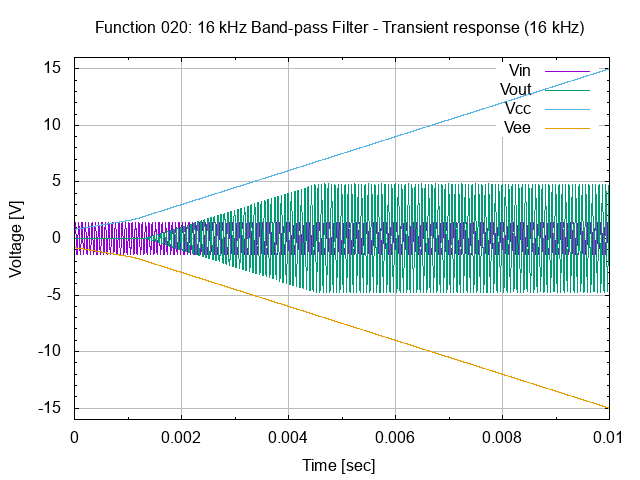 Function 020: 16 kHz Band-pass Filter - Transient response (16 kHz)
15
Vin
Vout
Vcc
Vee
10
5
0
-5
-10
-15
Voltage [V]
0 0.002 0.004 0.006 0.008 0.01
Time [sec]